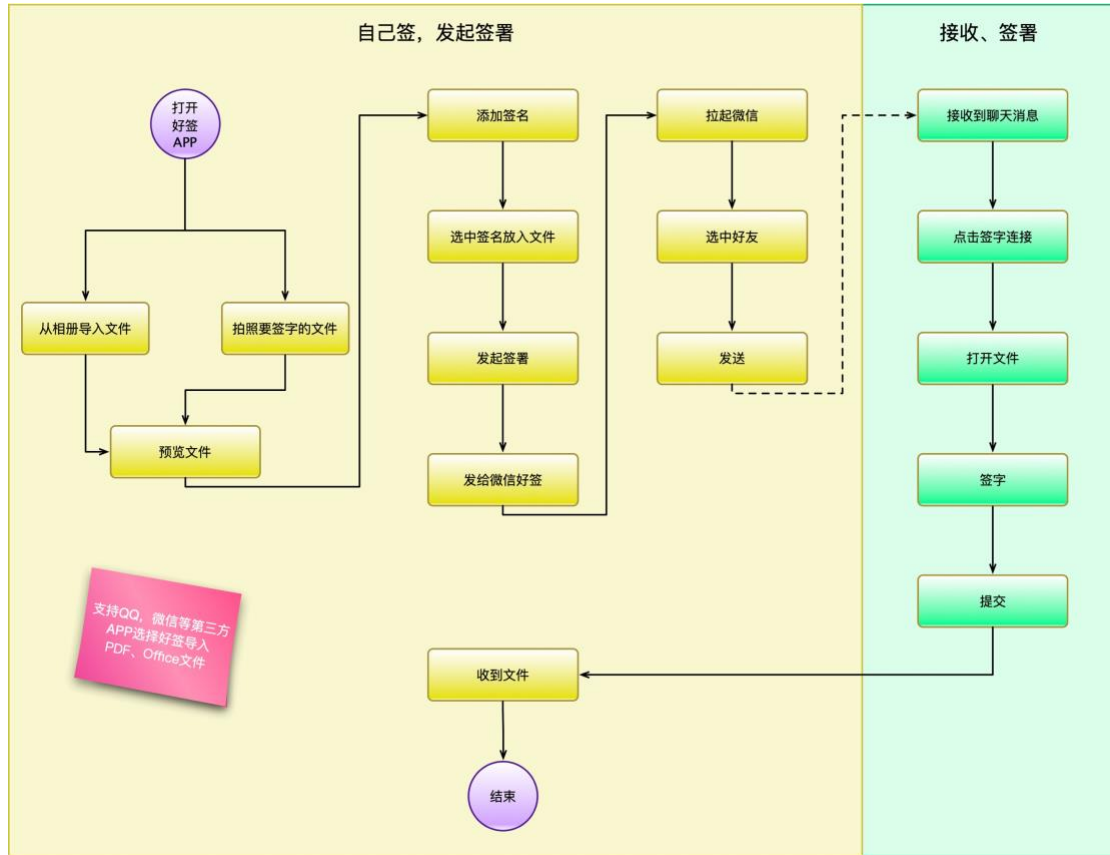 自己签，发起签署
接收、签署
打开
好签
APP
从相册导入文件
拍照要签字的文件
预览文件
添加签名
选中签名放入文件
发起签署
发给微信好签
拉起微信
选中好友
发送
接收到聊天消息
点击签字连接
打开文件
签字
提交
收到文件
结束
支持QQ，微信等第三方
APP选择好签导入
PDF、Office文件